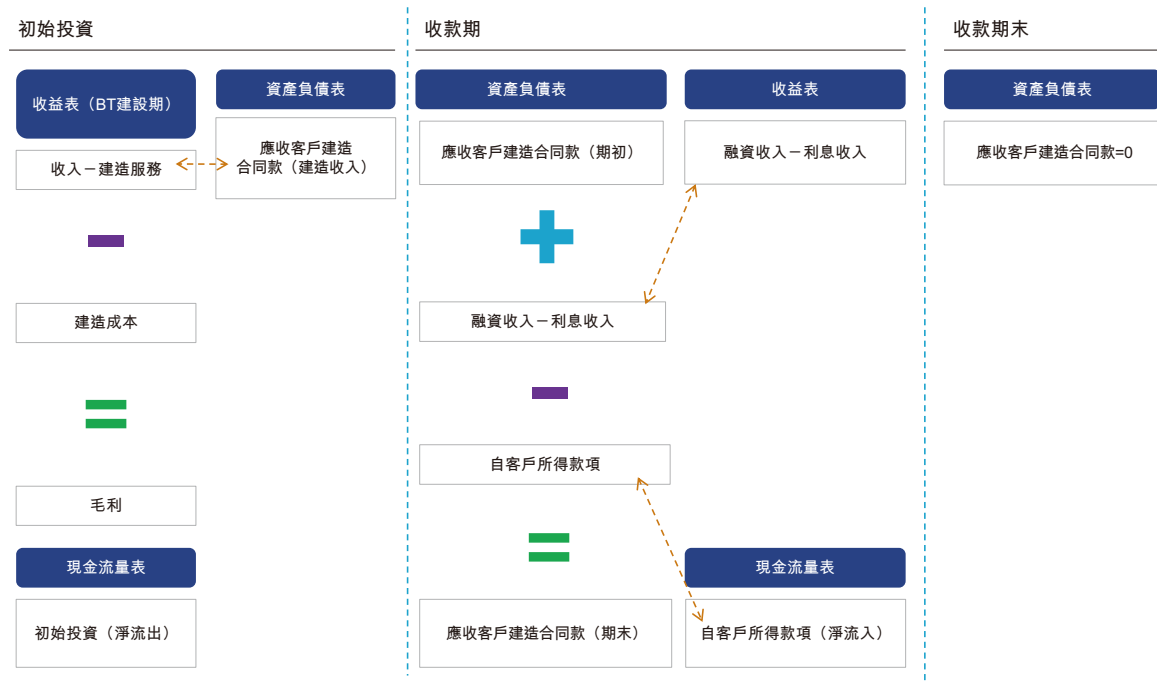 初始投資
收益表（BT建設期）
資產負債表
收入－建造服務
應收客戶建造
合同款（建造收入）
建造成本
毛利
現金流量表
初始投資（淨流出）
收款期
資產負債表
收益表
應收客戶建造合同款（期初）
融資收入－利息收入
融資收入－利息收入
自客戶所得款項
現金流量表
應收客戶建造合同款（期末）
自客戶所得款項（淨流入）
收款期末
資產負債表
應收客戶建造合同款=0